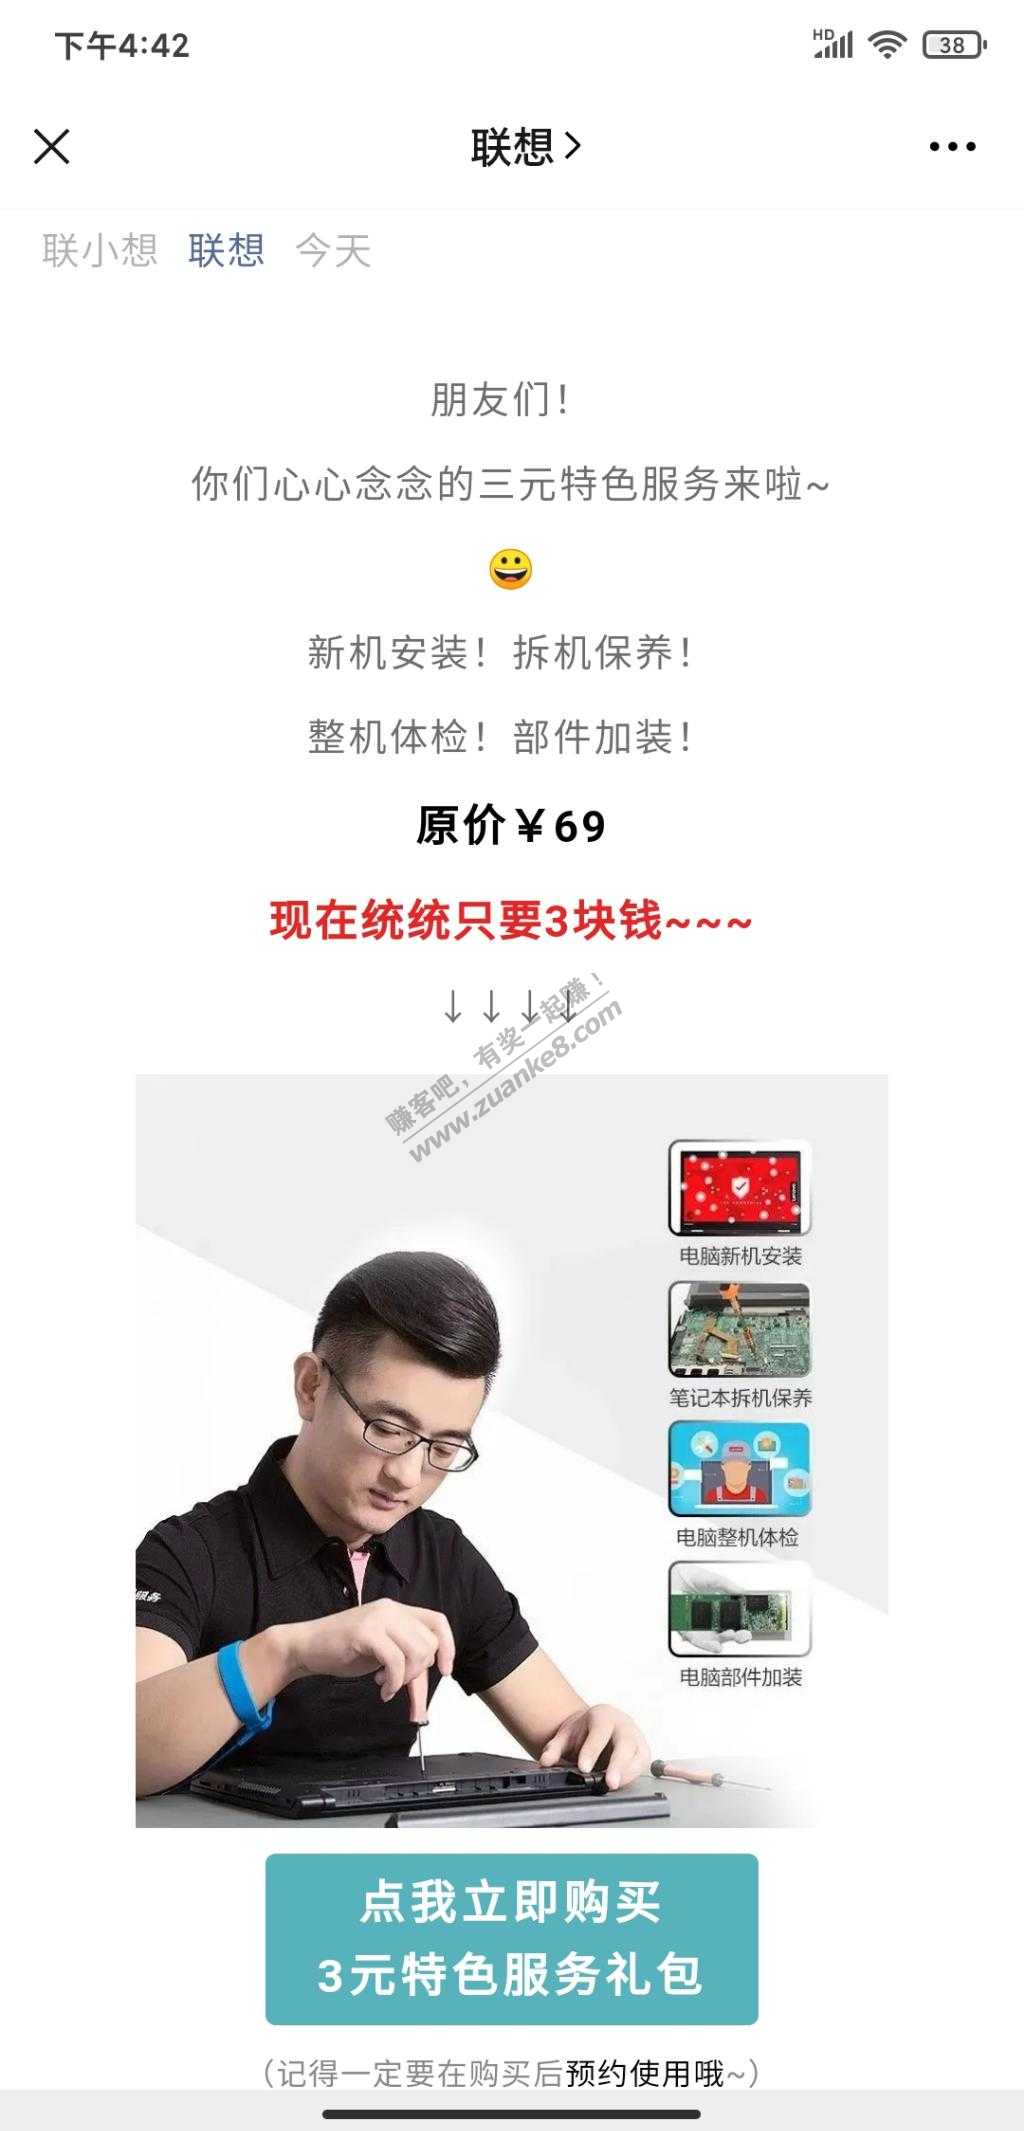 下午4:42
HD
38
联想
联小想 联想 今天
朋友们！
你们心心念念的三元特色服务来啦~
新机安装！拆机保养！
整机体检！部件加装！
原价￥69
现在统统只要3块钱~~~
↓↓↓↓
赚客吧，有奖一起赚！
www.zuanke8.com
电脑新机安装
笔记本拆机保养
电脑整机体检
电脑部件加装
服务
点我立即购买
3元特色服务礼包
（记得一定要在购买后预约使用哦~）